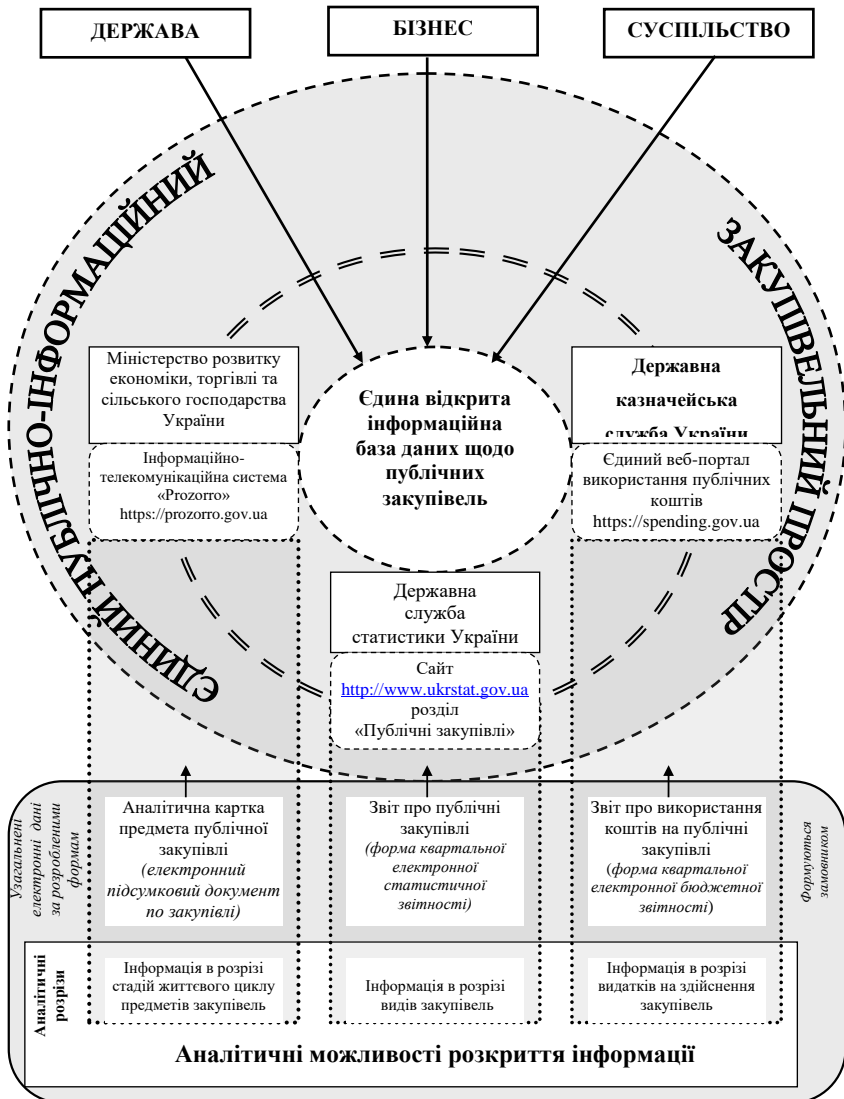 ДЕРЖАВА
БІЗНЕС
СУСПІЛЬСТВО
ЄДИНИЙ ПУБЛІЧНО-ІНФОРМАЦІЙНИЙ
ЗАКУПІВЕЛЬНИЙ ПРОСТІР
Міністерство розвитку
економіки, торгівлі та
сільського господарства
України
Інформаційно-
телекомунікаційна система
«Prozorro»
https://prozorro.gov.ua
Єдина відкрита
інформаційна
база даних щодо
публічних
закупівель
Державна
казначейська
служба України
Єдиний веб-портал
використання публічних
коштів
https://spending.gov.ua
Державна
служба
статистики України
Сайт
http://www.ukrstat.gov.ua
розділ
«Публічні закупівлі»
Узагальнені
електронні дані
за розробленими
формам
Аналітична картка
предмета публічної
закупівлі
(електронний
підсумковий документ
по закупівлі)
Звіт про публічні
закупівлі
(форма квартальної
електронної
статистичної
звітності)
Звіт про використання
коштів на публічні
закупівлі
(форма квартальної
електронної бюджетної
звітності)
Формуються
замовником
Аналітичні
розрізи
Інформація в розрізі
стадій життєвого циклу
предметів закупівель
Інформація в розрізі
видів закупівель
Інформація в розрізі
видатків на здійснення
закупівель
Аналітичні можливості розкриття інформації